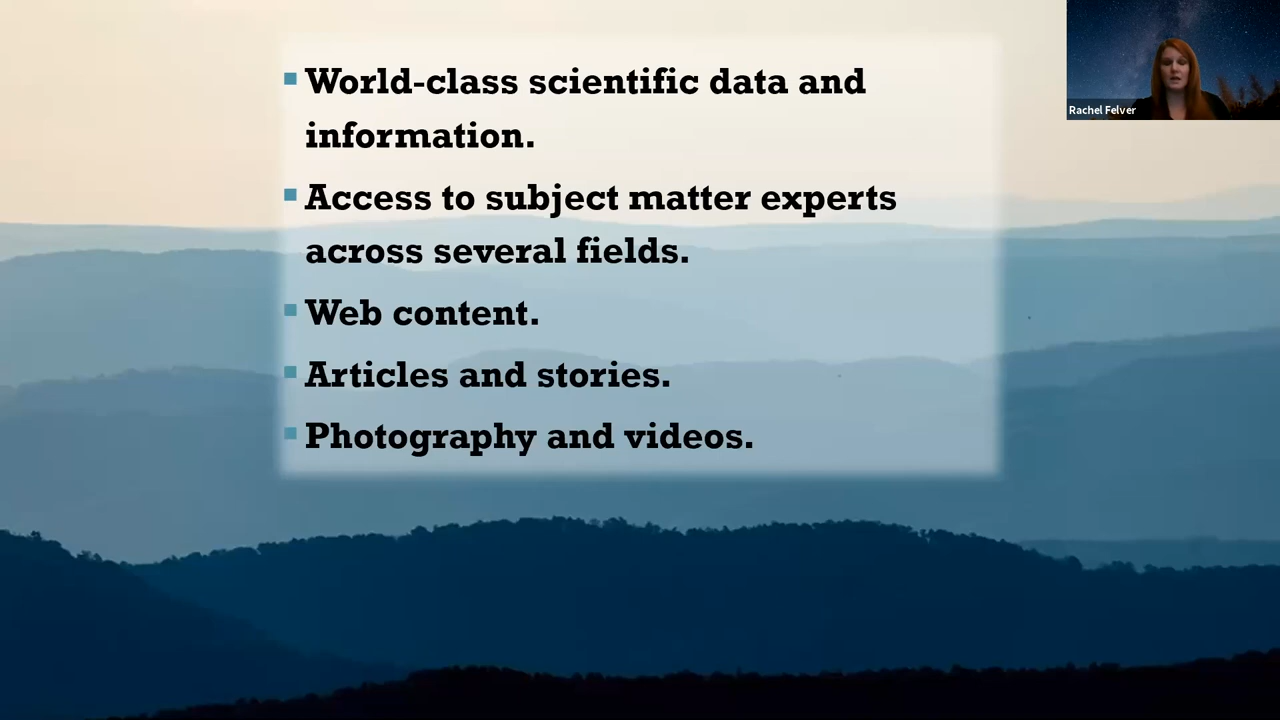 World-class scientific data and
information.
Access to subject matter experts
across several fields.
Web content.
Articles and stories.
Photography and videos.
Rachel Felver